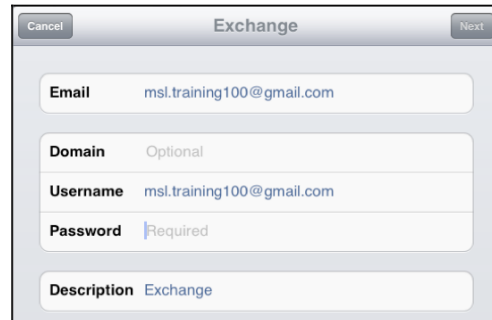 Cancel Exchange Next
Email msl.training100@gmail.com
Domain Optional
Username msl.training100@gmail.com
Password Required
Description Exchange